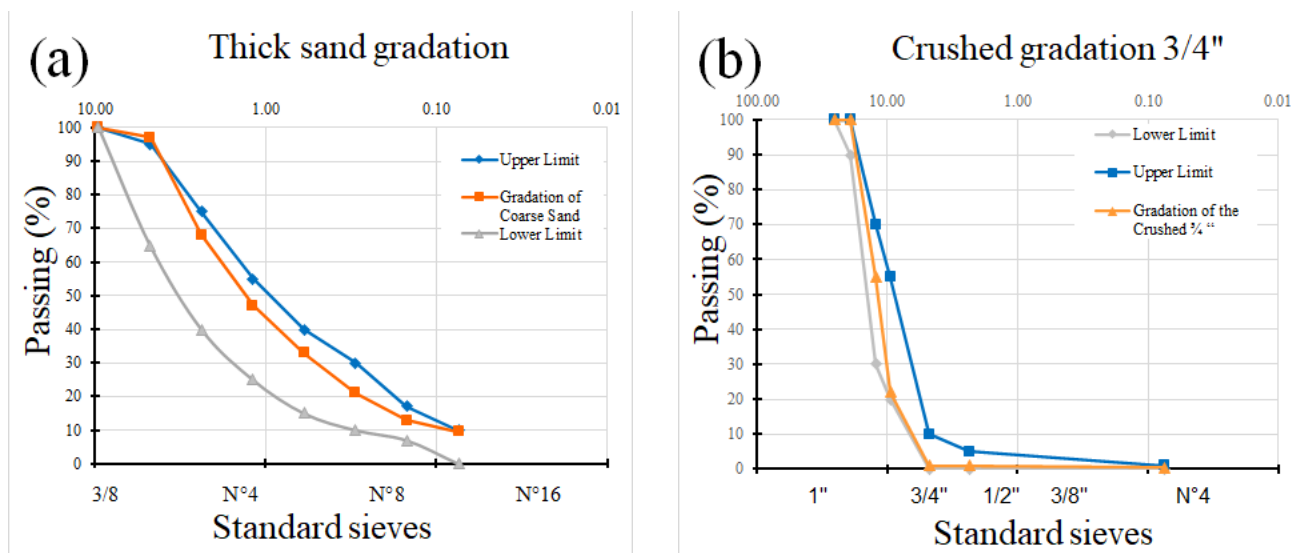 (a)
Thick sand gradation
10.00 1.00 0.10 0.01
100
90
80
70
60
50
40
30
20
10
0
Passing (%)
Upper Limit
Gradation of
Coarse Sand
Lower Limit
3/8 N°4 N°8 N°16
Standard sieves
(b)
Crushed gradation 3/4"
100.00 10.00 1.00 0.10 0.01
100
90
80
70
60
50
40
30
20
10
0
Passing (%)
Lower Limit
Upper Limit
Gradation of the
Crushed ¾ “
1" 3/4" 1/2" 3/8" N°4
Standard sieves